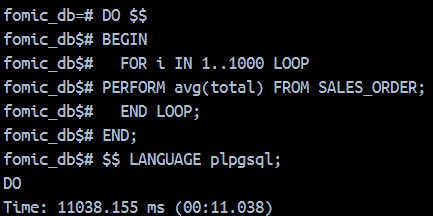 fomic_db=# DO $$
fomic_db$# BEGIN
fomic_db$#   FOR i IN 1..1000 LOOP
fomic_db$# PERFORM avg(total) FROM SALES_ORDER;
fomic_db$#   END LOOP;
fomic_db$# END;
fomic_db$# $$ LANGUAGE plpgsql;
DO
Time: 11038.155 ms (00:11.038)